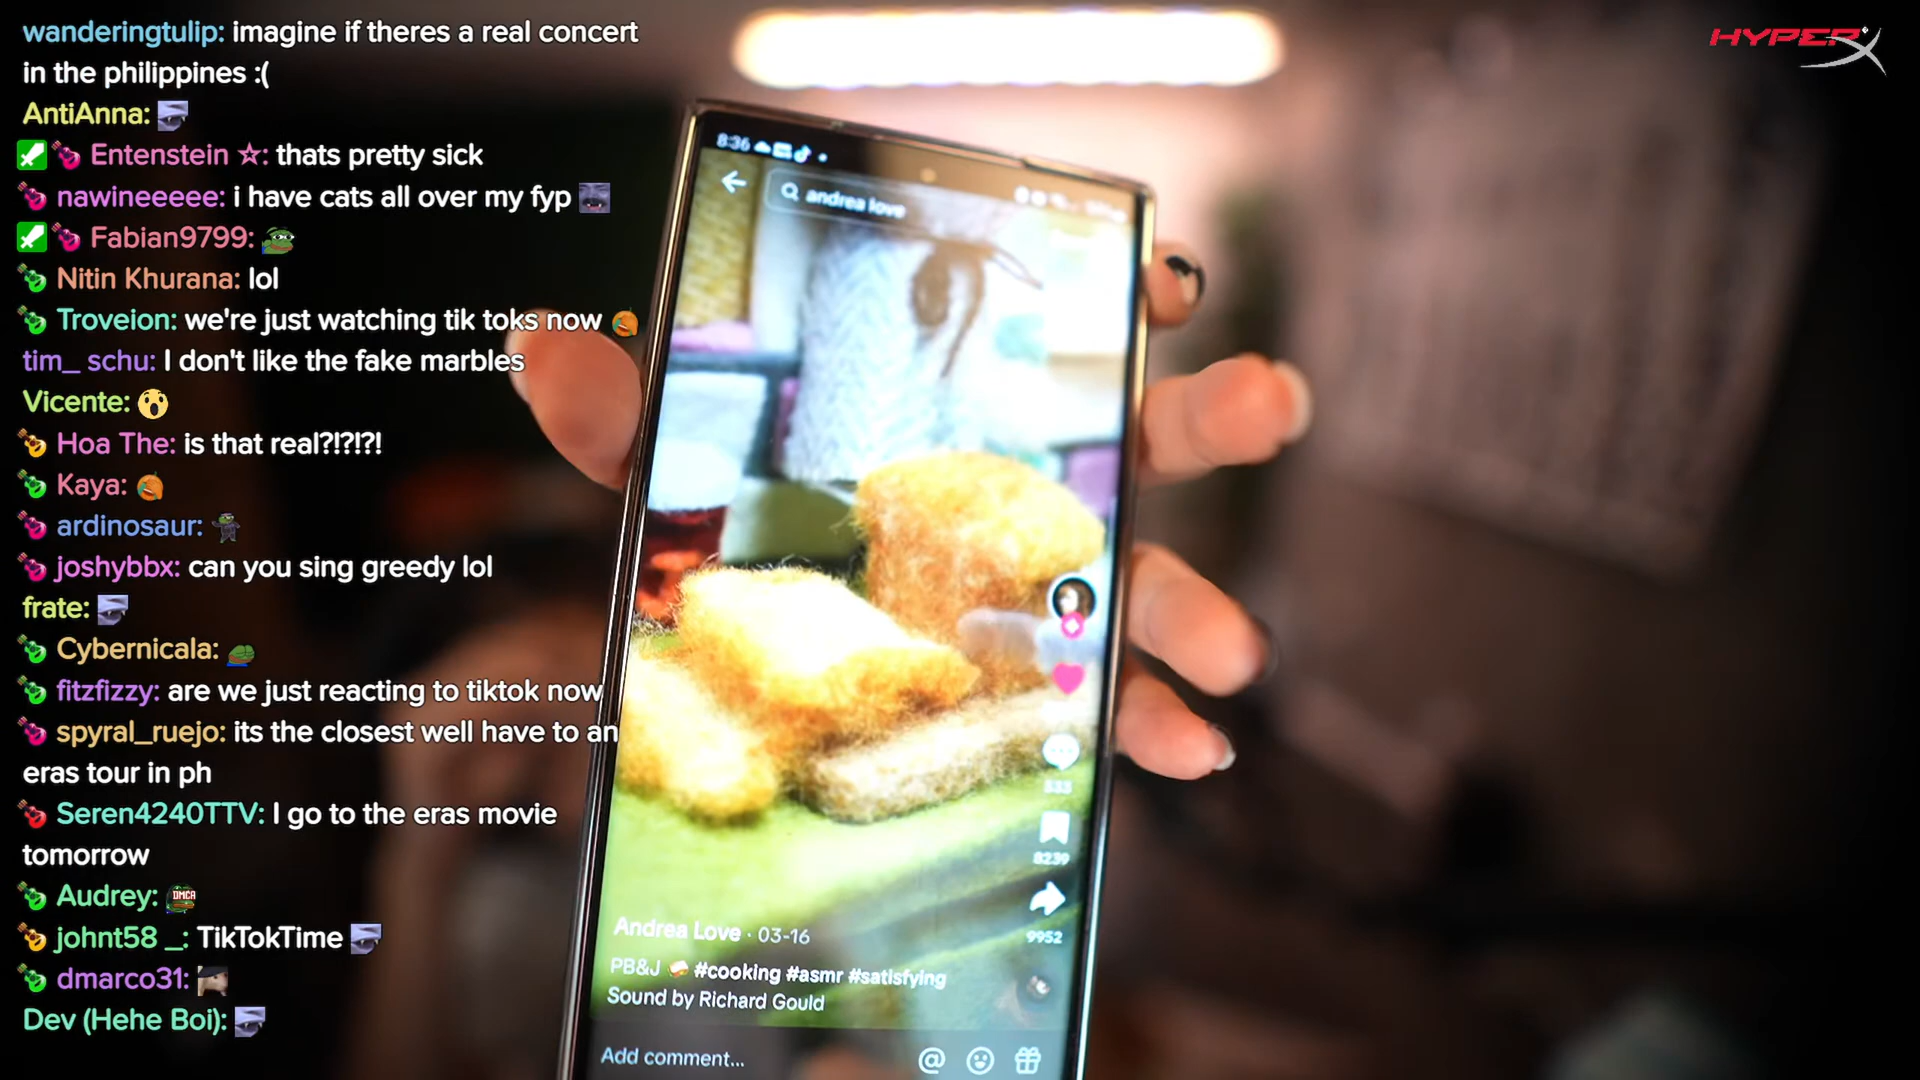 wanderingtulip: imagine if theres a real concert
in the philippines :(
AntiAnna:
Entenstein ☆: thats pretty sick
nawineeeee: i have cats all over my fyp
Fabian9799:
Nitin Khurana: lol
Troveion: we're just watching tik toks now
tim_ schu: I don't like the fake marbles
Vicente:
Hoa The: is that real?!?!?!
Kaya:
ardinosaur:
joshybbx: can you sing greedy lol
frate:
Cybernicala:
fitzfizzy: are we just reacting to tiktok now
spyral_ruejo: its the closest well have to an
eras tour in ph
Seren4240TTV: I go to the eras movie
tomorrow
Audrey: DMCA
johnt58 _: TikTokTime
dmarco31:
Dev (Hehe Boi):
HYPERX
8:36
andrea love
533
8239
9952
Andrea Love · 03-16
PB&J #cooking #asmr #satisfying
Sound by Richard Gould
Add comment...